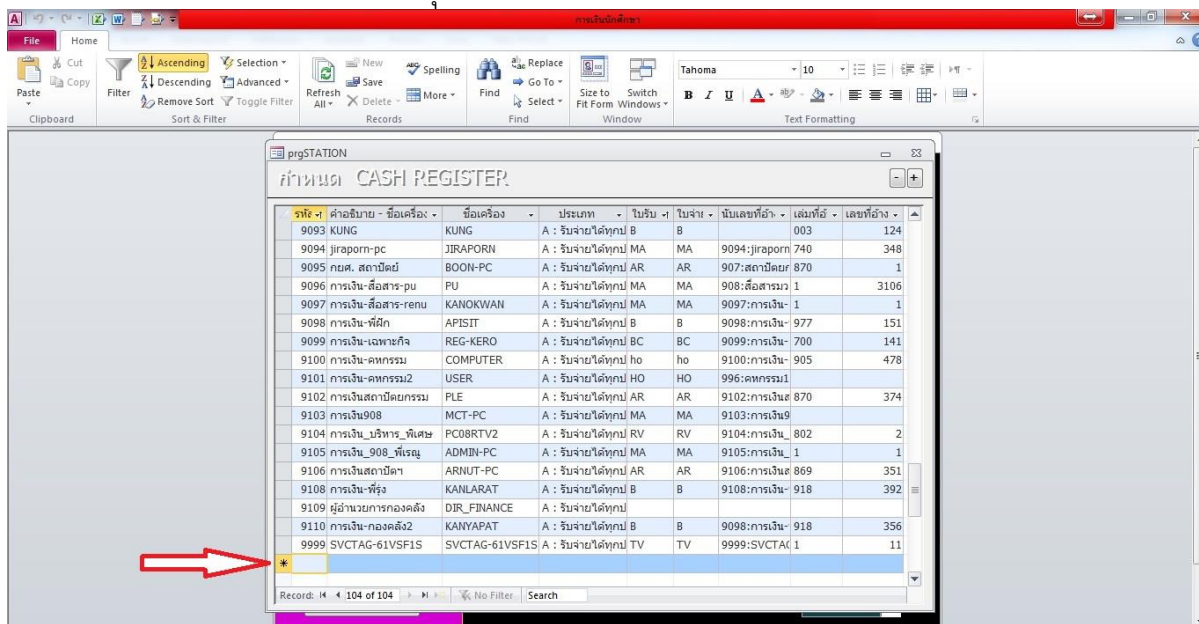 การเงินนักศึกษา
File Home
Cut
Copy
Paste
Clipboard
Filter
Ascending
Descending
Remove Sort
Selection
Advanced
Toggle Filter
Sort & Filter
Refresh All
New
Save
Delete
Spelling
More
Records
Find
Replace
Go To
Select
Find
Size to Fit Form
Switch Windows
Window
Tahoma 10
B I U A
Text Formatting
prgSTATION
กำหนด CASH REGISTER
รหัส คำอธิบาย - ชื่อเครื่อง ชื่อเครื่อง ประเภท ใบรับ ใบจ่าย นับเลขที่อ้า เล่มที่อ้ เลขที่อ้าง
9093 KUNG KUNG A : รับจ่ายได้ทุกป B B 003 124
9094 jiraporn-pc JIRAPORN A : รับจ่ายได้ทุกป MA MA 9094:jiraporn 740 348
9095 กยศ. สถาปัตย์ BOON-PC A : รับจ่ายได้ทุกป AR AR 907:สถาปัตยก 870 1
9096 การเงิน-สื่อสาร-pu PU A : รับจ่ายได้ทุกป MA MA 908:สื่อสารมว 1 3106
9097 การเงิน-สื่อสาร-renu KANOKWAN A : รับจ่ายได้ทุกป MA MA 9097:การเงิน- 1 1
9098 การเงิน-พี่ฝึก APISIT A : รับจ่ายได้ทุกป B B 9098:การเงิน- 977 151
9099 การเงิน-เฉพาะกิจ REG-KERO A : รับจ่ายได้ทุกป BC BC 9099:การเงิน- 700 141
9100 การเงิน-คหกรรม COMPUTER A : รับจ่ายได้ทุกป ho ho 9100:การเงิน- 905 478
9101 การเงิน-คหกรรม2 USER A : รับจ่ายได้ทุกป HO HO 996:คหกรรม1
9102 การเงินสถาปัตยกรรม PLE A : รับจ่ายได้ทุกป AR AR 9102:การเงินส 870 374
9103 การเงิน908 MCT-PC A : รับจ่ายได้ทุกป MA MA 9103:การเงิน9
9104 การเงิน_บริหาร_พิเศษ PC08RTV2 A : รับจ่ายได้ทุกป RV RV 9104:การเงิน_ 802 2
9105 การเงิน_908_พี่เรณู ADMIN-PC A : รับจ่ายได้ทุกป MA MA 9105:การเงิน_ 1 1
9106 การเงินสถาปัตฯ ARNUT-PC A : รับจ่ายได้ทุกป AR AR 9106:การเงินส 869 351
9108 การเงิน-พี่รุ่ง KANLARAT A : รับจ่ายได้ทุกป B B 9108:การเงิน- 918 392
9109 ผู้อำนวยการกองคลัง DIR_FINANCE A : รับจ่ายได้ทุกป
9110 การเงิน-กองคลัง2 KANYAPAT A : รับจ่ายได้ทุกป B B 9098:การเงิน- 918 356
9999 SVCTAG-61VSF1S SVCTAG-61VSF1S A : รับจ่ายได้ทุกป TV TV 9999:SVCTA 1 11
Record: 104 of 104 No Filter Search